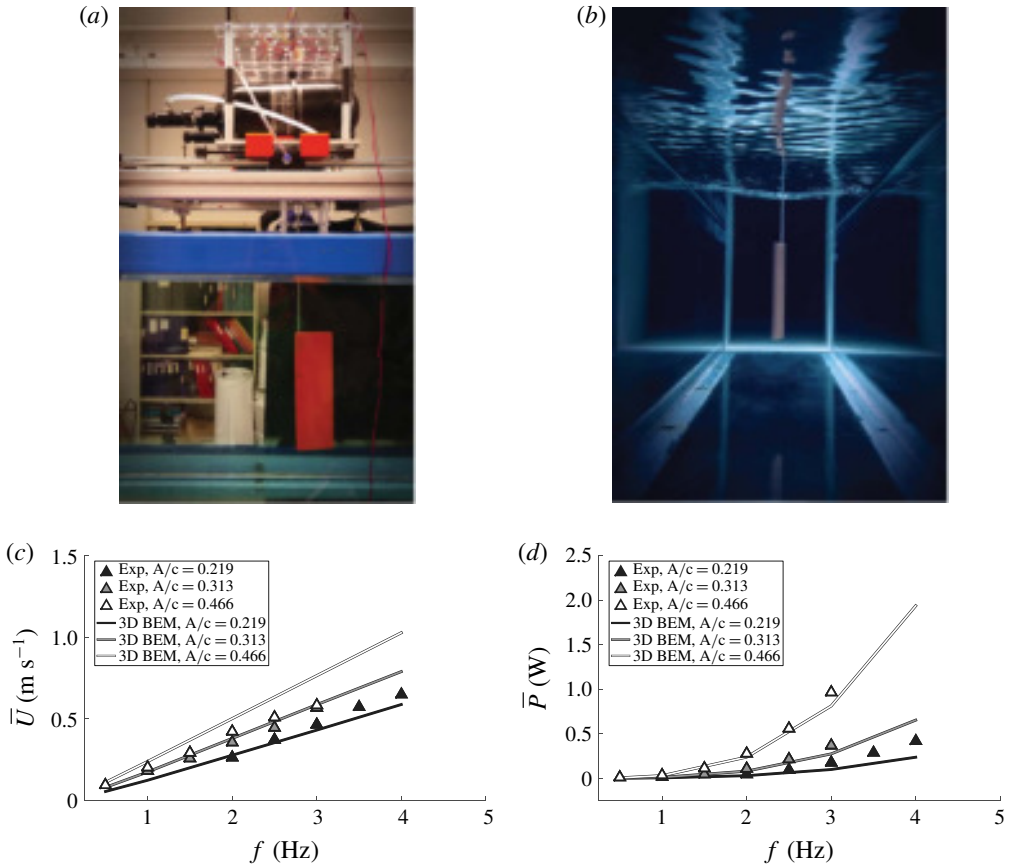 (a)
(b)
(c)
1.5
1.0
0.5
0
U̅ (m s⁻¹)
Exp, A/c = 0.219
Exp, A/c = 0.313
Exp, A/c = 0.466
3D BEM, A/c = 0.219
3D BEM, A/c = 0.313
3D BEM, A/c = 0.466
1 2 3 4 5
f (Hz)
(d)
2.5
2.0
1.5
1.0
0.5
0
P̅ (W)
Exp, A/c = 0.219
Exp, A/c = 0.313
Exp, A/c = 0.466
3D BEM, A/c = 0.219
3D BEM, A/c = 0.313
3D BEM, A/c = 0.466
1 2 3 4 5
f (Hz)